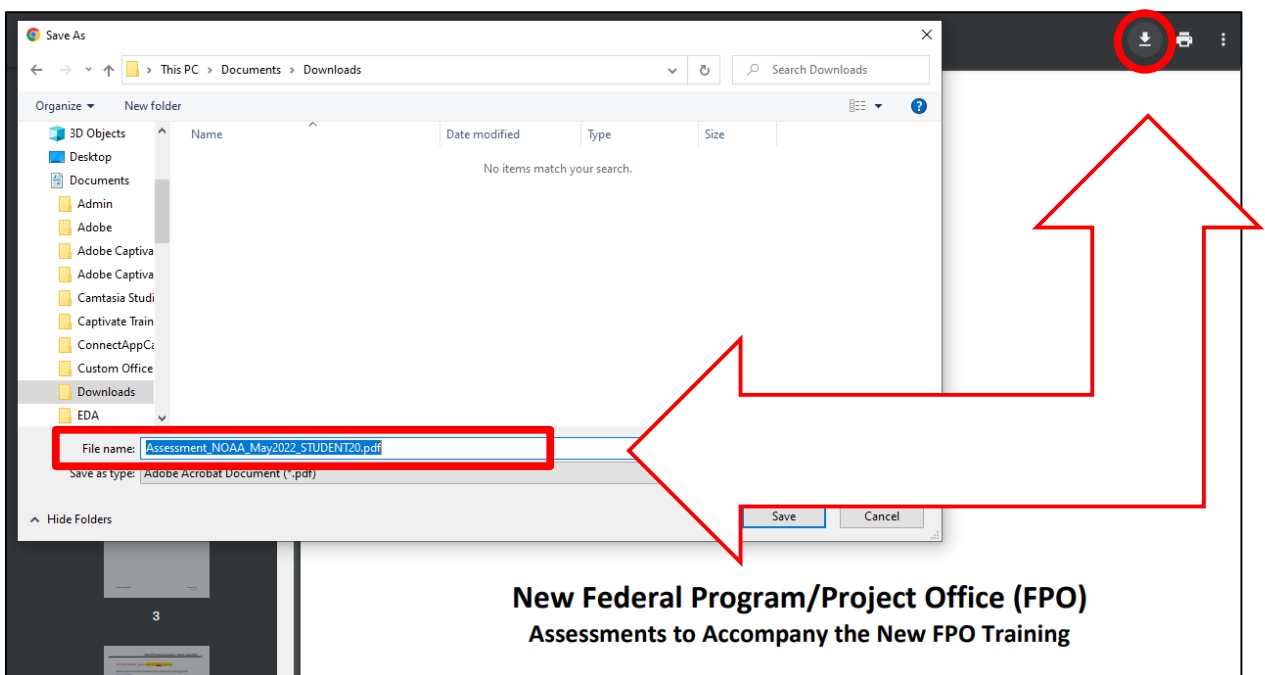 Save As
This PC > Documents > Downloads
Search Downloads
Organize
New folder
Name
Date modified
Type
Size
No items match your search.
3D Objects
Desktop
Documents
Admin
Adobe
Adobe Captiva
Adobe Captiva
Camtasia Studi
Captivate Train
ConnectAppCa
Custom Office
Downloads
EDA
File name: Assessment_NOAA_May2022_STUDENT20.pdf
Save as type: Adobe Acrobat Document (*.pdf)
Hide Folders
Save
Cancel
3
New Federal Program/Project Office (FPO)
Assessments to Accompany the New FPO Training